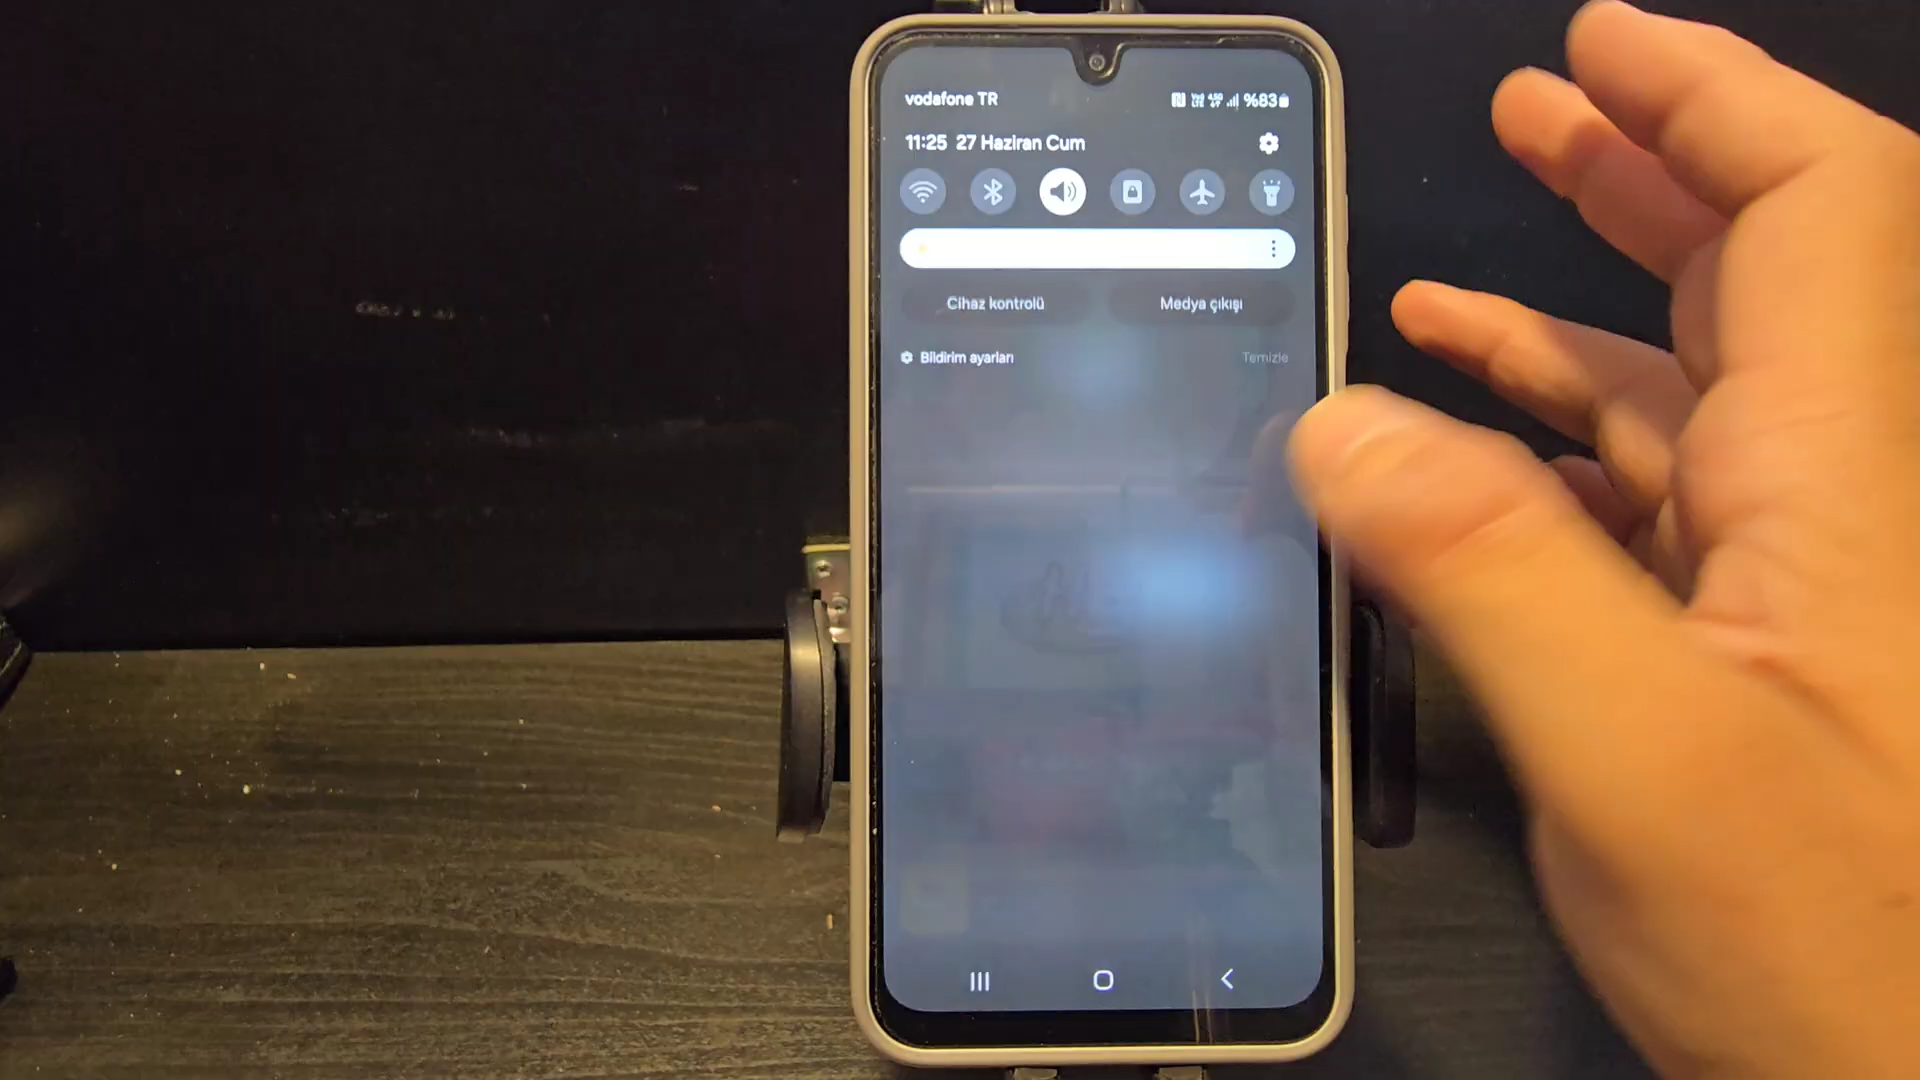 vodafone TR
%83
11:25 27 Haziran Cum
Cihaz kontrolü
Medya çıkışı
Bildirim ayarları
Temizle